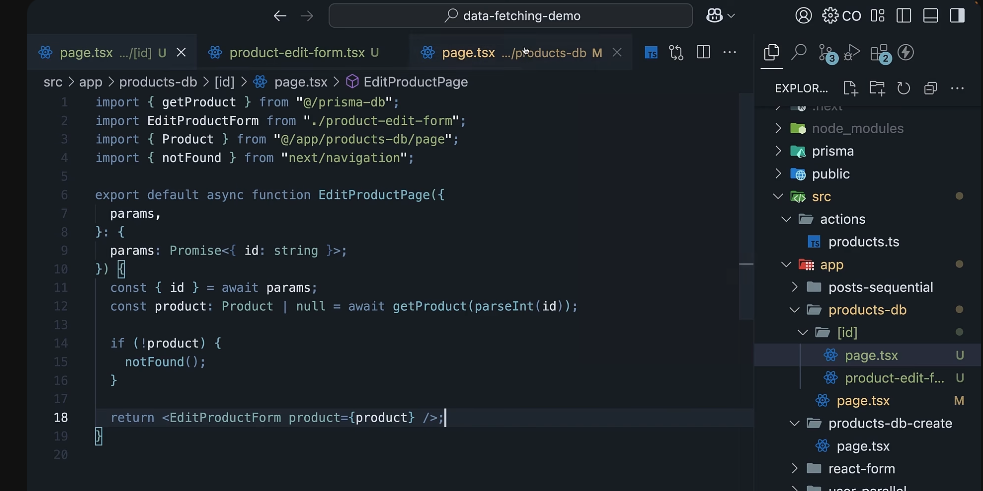 data-fetching-demo
CO
page.tsx .../[id] U
product-edit-form.tsx U
page.tsx .../products-db M
src > app > products-db > [id] > page.tsx > EditProductPage
1 import { getProduct } from "@/prisma-db";
2 import EditProductForm from "./product-edit-form";
3 import { Product } from "@/app/products-db/page";
4 import { notFound } from "next/navigation";
5
6 export default async function EditProductPage({
7 params,
8 }: {
9 params: Promise<{ id: string }>;
10 }) {
11 const { id } = await params;
12 const product: Product | null = await getProduct(parseInt(id));
13
14 if (!product) {
15 notFound();
16 }
17
18 return <EditProductForm product={product} />;
19 }
20
3
2
EXPLOR...
.next
node_modules
prisma
public
src
actions
TS products.ts
app
posts-sequential
products-db
[id]
page.tsx U
product-edit-f... U
page.tsx M
products-db-create
page.tsx
react-form
user-parallel